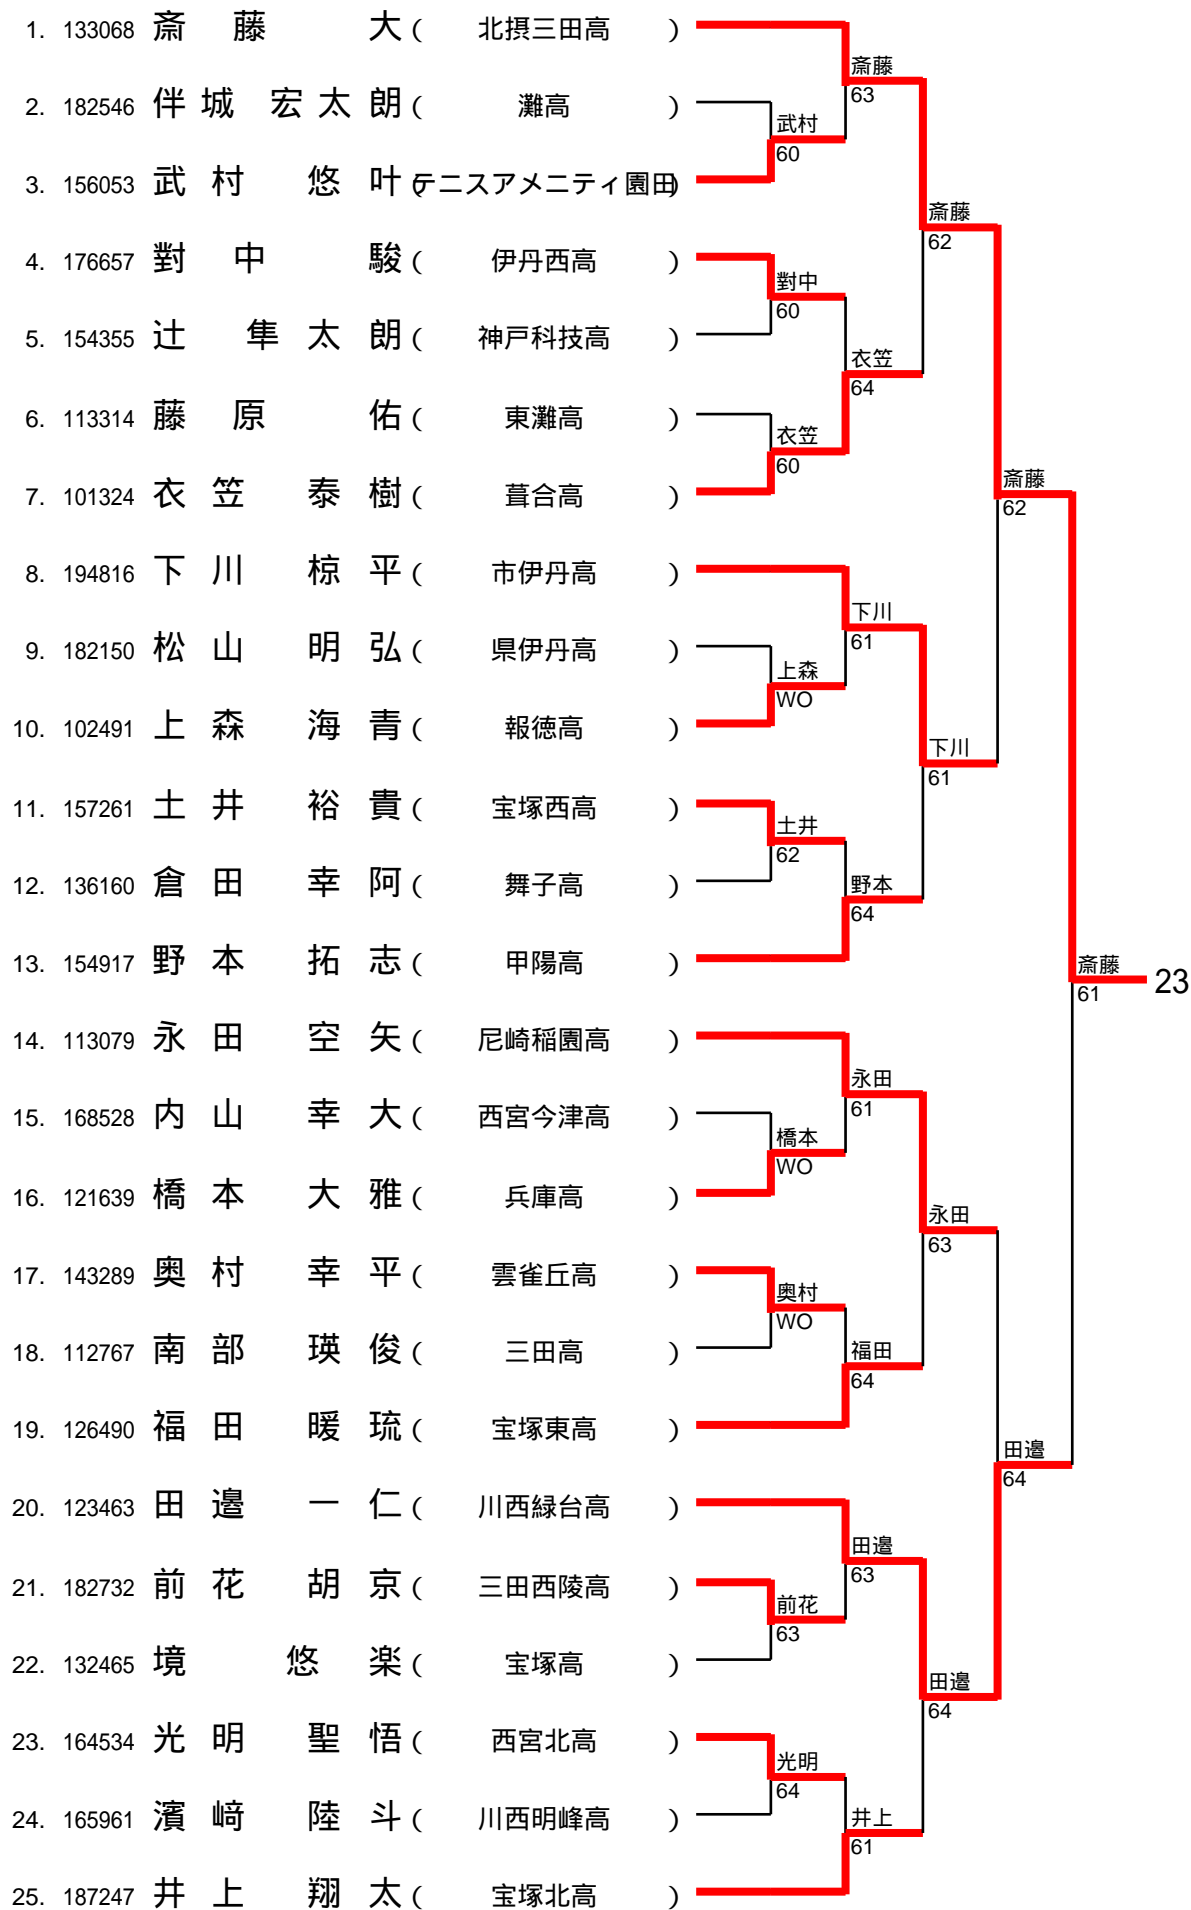 1. 133068 斎藤 大 ( 北摂三田高 )
斎藤
63
2. 182546 伴城 宏太朗 ( 灘高 )
武村
60
3. 156053 武村 悠叶 ( テニスアメニティ園田 )
斎藤
62
4. 176657 對中 駿 ( 伊丹西高 )
對中
60
5. 154355 辻 隼太朗 ( 神戸科技高 )
衣笠
64
6. 113314 藤原 佑 ( 東灘高 )
衣笠
60
7. 101324 衣笠 泰樹 ( 葺合高 )
斎藤
62
8. 194816 下川 椋平 ( 市伊丹高 )
下川
61
9. 182150 松山 明弘 ( 県伊丹高 )
上森
WO
10. 102491 上森 海青 ( 報徳高 )
下川
61
11. 157261 土井 裕貴 ( 宝塚西高 )
土井
62
12. 136160 倉田 幸阿 ( 舞子高 )
野本
64
13. 154917 野本 拓志 ( 甲陽高 )
斎藤
61
23
14. 113079 永田 空矢 ( 尼崎稲園高 )
永田
61
15. 168528 内山 幸大 ( 西宮今津高 )
橋本
WO
16. 121639 橋本 大雅 ( 兵庫高 )
永田
63
17. 143289 奥村 幸平 ( 雲雀丘高 )
奥村
WO
18. 112767 南部 瑛俊 ( 三田高 )
福田
64
19. 126490 福田 暖琉 ( 宝塚東高 )
田邉
64
20. 123463 田邉 一仁 ( 川西緑台高 )
田邉
63
21. 182732 前花 胡京 ( 三田西陵高 )
前花
63
22. 132465 境 悠楽 ( 宝塚高 )
田邉
64
23. 164534 光明 聖悟 ( 西宮北高 )
光明
64
24. 165961 濱﨑 陸斗 ( 川西明峰高 )
井上
61
25. 187247 井上 翔太 ( 宝塚北高 )